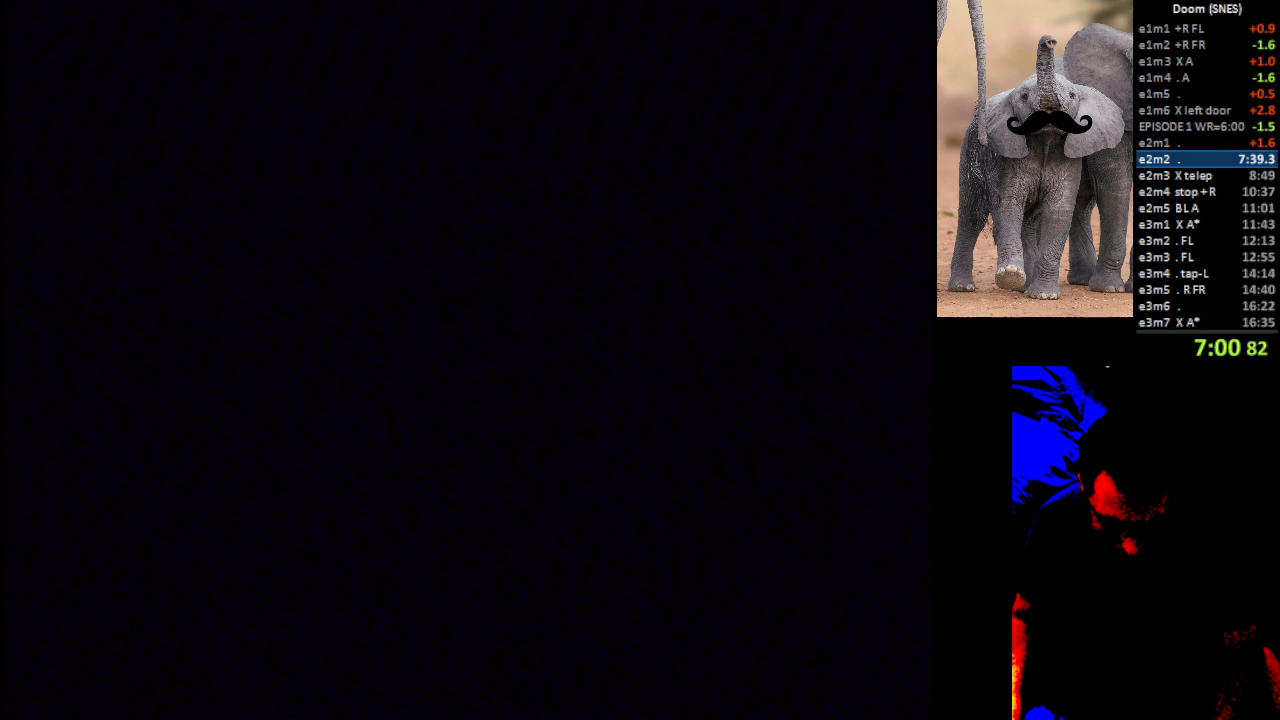 Doom (SNES)
e1m1 +R FL +0.9
e1m2 +R FR -1.6
e1m3 X A +1.0
e1m4 . A -1.6
e1m5 . +0.5
e1m6 X left door +2.8
EPISODE1 WR=6:00 -1.5
e2m1 . +1.6
e2m2 . 7:39.3
e2m3 X telep 8:49
e2m4 stop+R 10:37
e2m5 BL A 11:01
e3m1 X A* 11:43
e3m2 . FL 12:13
e3m3 . FL 12:55
e3m4 . tap-L 14:14
e3m5 . R FR 14:40
e3m6 . 16:22
e3m7 X A* 16:35
7:00 82